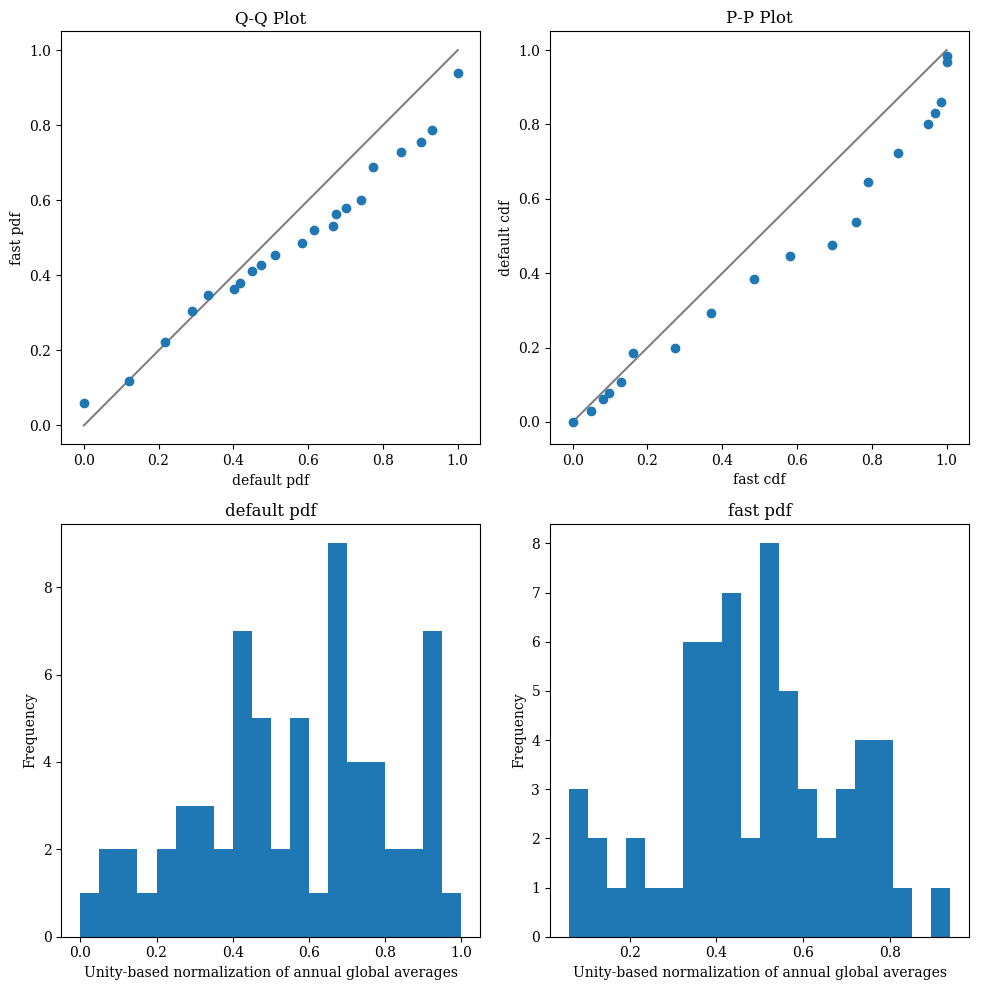 Q-Q Plot
1.0
0.8
0.6
0.4
0.2
0.0
fast pdf
0.0 0.2 0.4 0.6 0.8 1.0
default pdf
P-P Plot
1.0
0.8
0.6
0.4
0.2
0.0
default cdf
0.0 0.2 0.4 0.6 0.8 1.0
fast cdf
default pdf
8
6
4
2
0
Frequency
0.0 0.2 0.4 0.6 0.8 1.0
Unity-based normalization of annual global averages
fast pdf
8
7
6
5
4
3
2
1
0
Frequency
0.2 0.4 0.6 0.8
Unity-based normalization of annual global averages